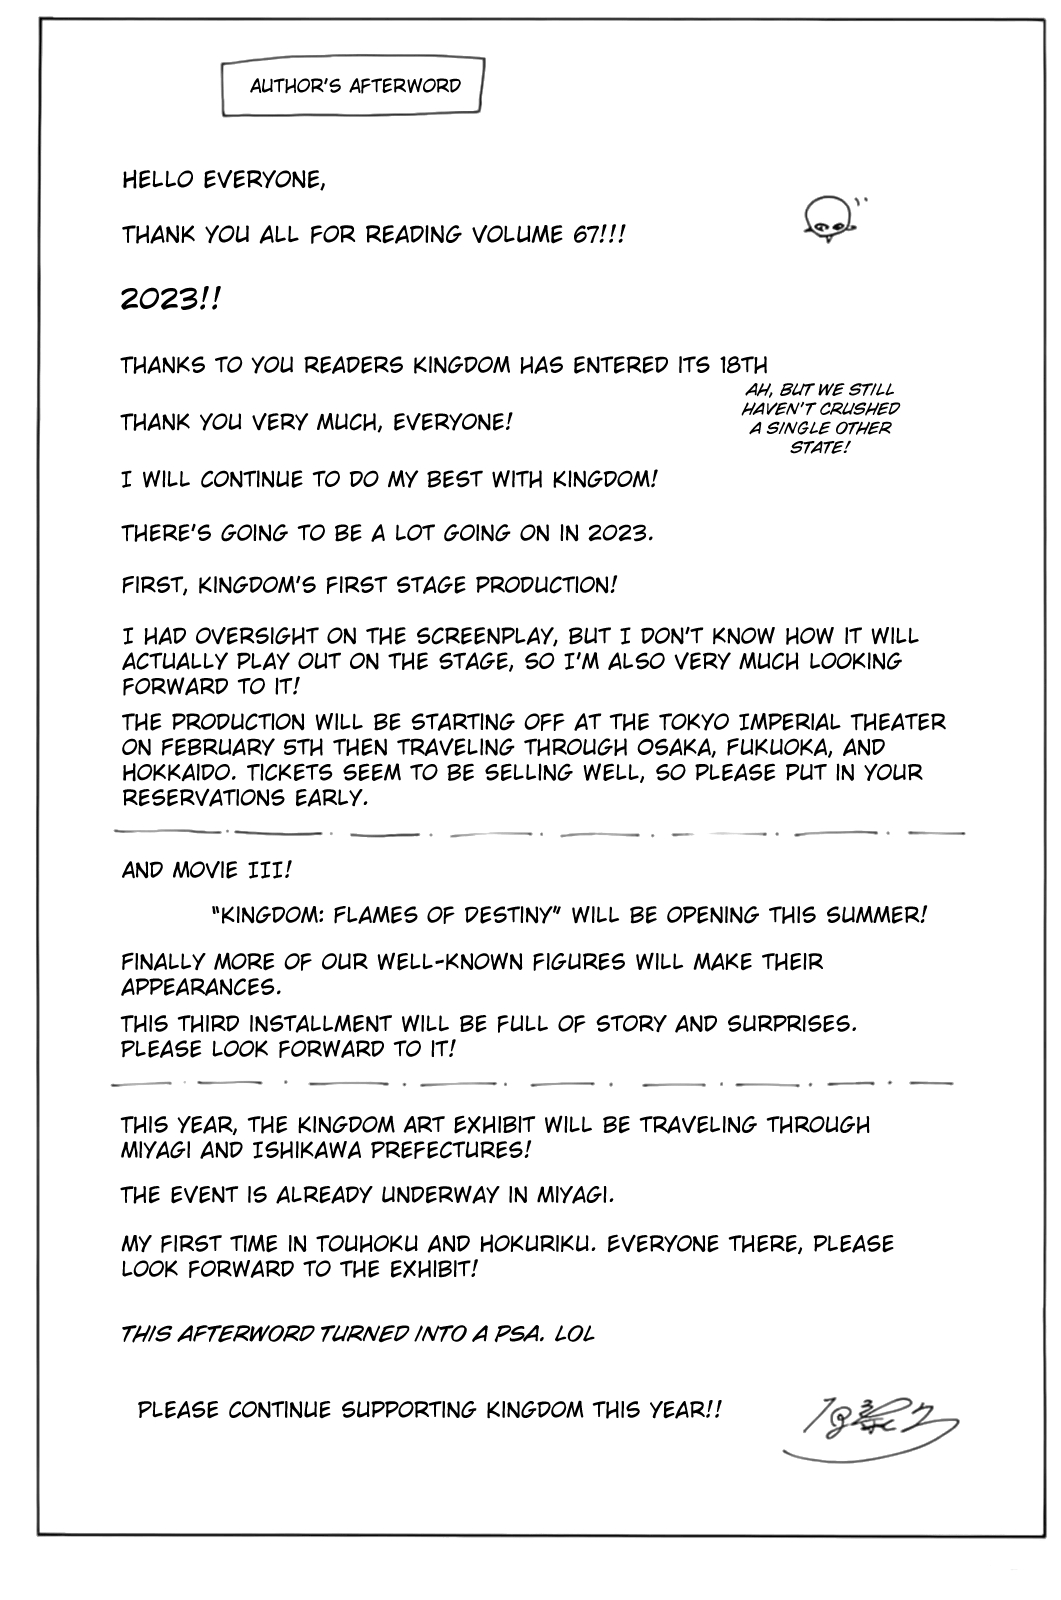 AUTHOR'S AFTERWORD
HELLO EVERYONE,
THANK YOU ALL FOR READING VOLUME 67!!!
2023!!
THANKS TO YOU READERS KINGDOM HAS ENTERED ITS 18TH
AH, BUT WE STILL
HAVEN'T CRUSHED
A SINGLE OTHER
STATE!
THANK YOU VERY MUCH, EVERYONE!
I WILL CONTINUE TO DO MY BEST WITH KINGDOM!
THERE'S GOING TO BE A LOT GOING ON IN 2023.
FIRST, KINGDOM'S FIRST STAGE PRODUCTION!
I HAD OVERSIGHT ON THE SCREENPLAY, BUT I DON'T KNOW HOW IT WILL
ACTUALLY PLAY OUT ON THE STAGE, SO I'M ALSO VERY MUCH LOOKING
FORWARD TO IT!
THE PRODUCTION WILL BE STARTING OFF AT THE TOKYO IMPERIAL THEATER
ON FEBRUARY 5TH THEN TRAVELING THROUGH OSAKA, FUKUOKA, AND
HOKKAIDO. TICKETS SEEM TO BE SELLING WELL, SO PLEASE PUT IN YOUR
RESERVATIONS EARLY.
AND MOVIE III!
"KINGDOM: FLAMES OF DESTINY" WILL BE OPENING THIS SUMMER!
FINALLY MORE OF OUR WELL-KNOWN FIGURES WILL MAKE THEIR
APPEARANCES.
THIS THIRD INSTALLMENT WILL BE FULL OF STORY AND SURPRISES.
PLEASE LOOK FORWARD TO IT!
THIS YEAR, THE KINGDOM ART EXHIBIT WILL BE TRAVELING THROUGH
MIYAGI AND ISHIKAWA PREFECTURES!
THE EVENT IS ALREADY UNDERWAY IN MIYAGI.
MY FIRST TIME IN TOUHOKU AND HOKURIKU. EVERYONE THERE, PLEASE
LOOK FORWARD TO THE EXHIBIT!
THIS AFTERWORD TURNED INTO A PSA. LOL
PLEASE CONTINUE SUPPORTING KINGDOM THIS YEAR!!